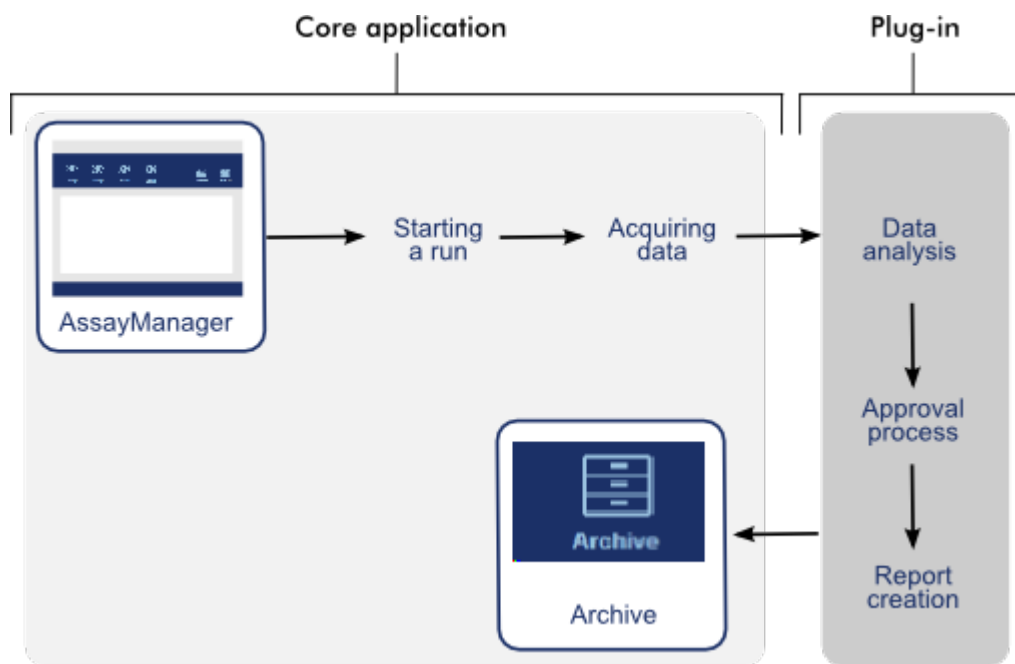 Core application
Plug-in
AssayManager
Starting
a run
Acquiring
data
Data
analysis
Approval
process
Archive
Archive
Report
creation